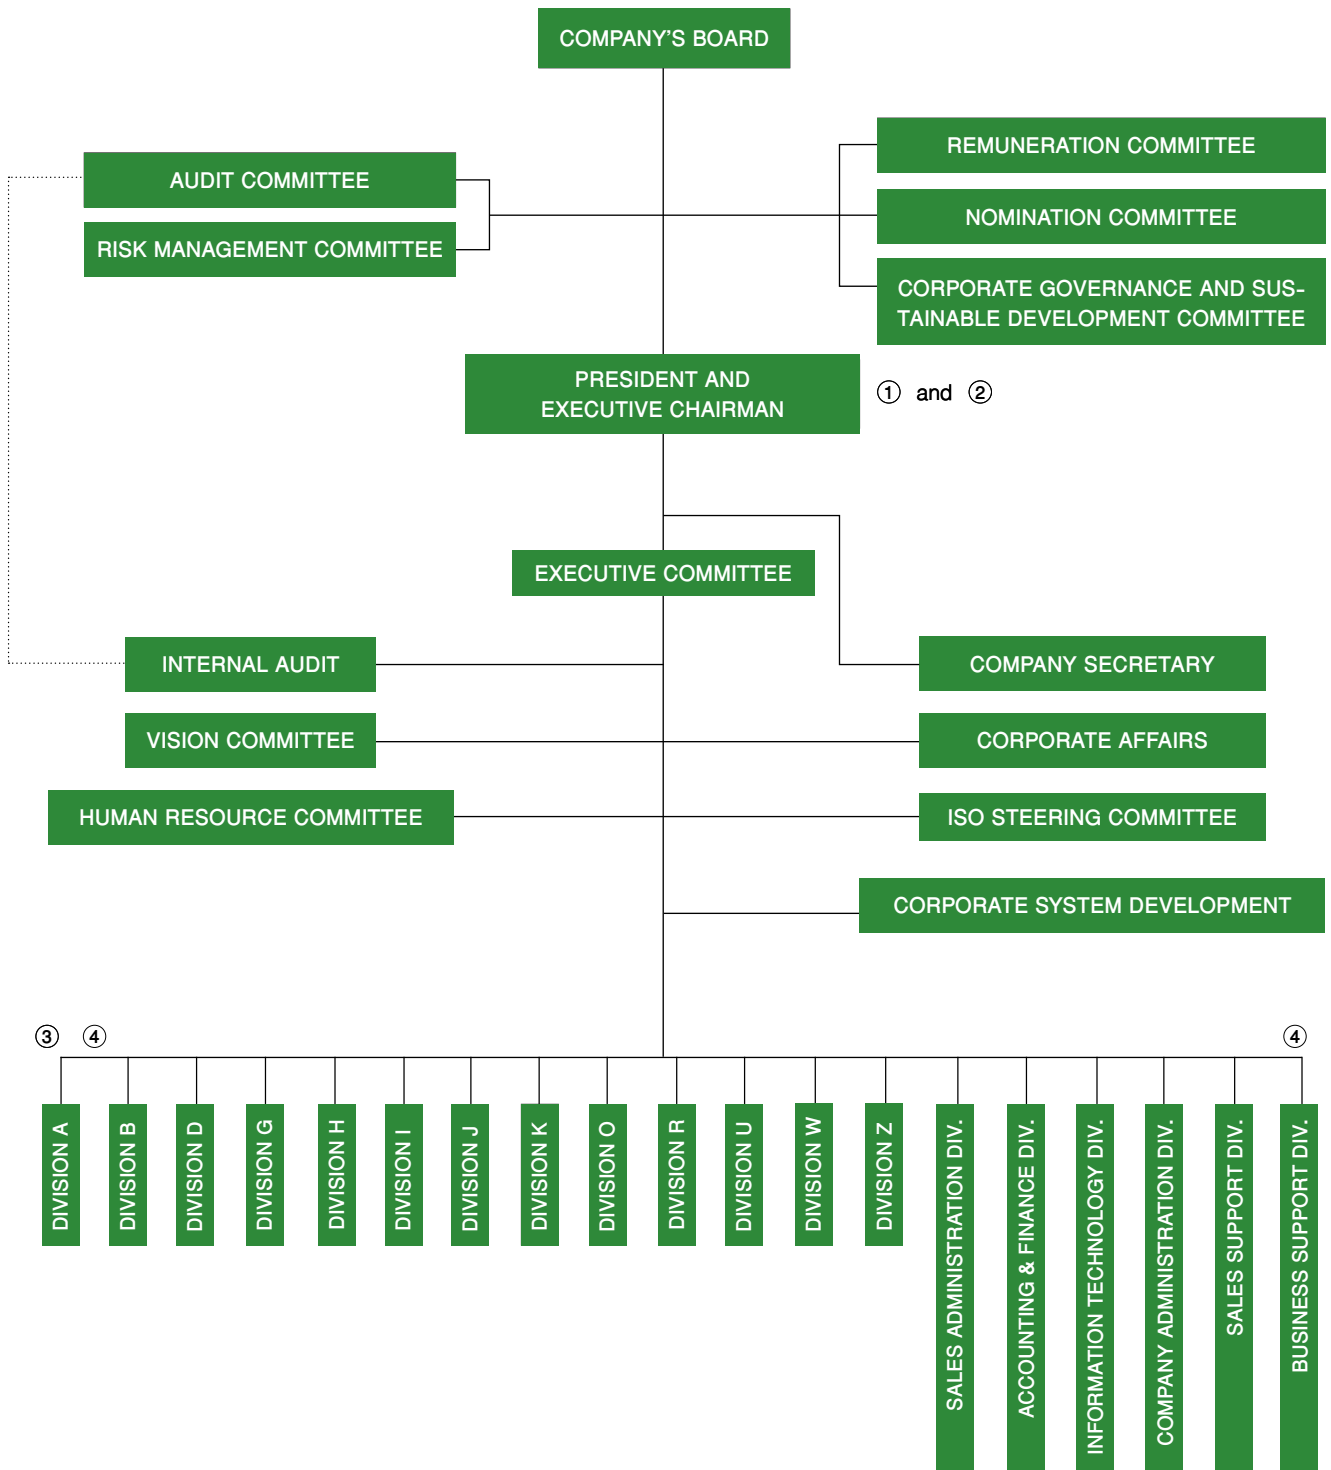 COMPANY'S BOARD
REMUNERATION COMMITTEE
AUDIT COMMITTEE
NOMINATION COMMITTEE
RISK MANAGEMENT COMMITTEE
CORPORATE GOVERNANCE AND SUS-
TAINABLE DEVELOPMENT COMMITTEE
PRESIDENT AND
EXECUTIVE CHAIRMAN
① and ②
EXECUTIVE COMMITTEE
INTERNAL AUDIT
COMPANY SECRETARY
VISION COMMITTEE
CORPORATE AFFAIRS
HUMAN RESOURCE COMMITTEE
ISO STEERING COMMITTEE
CORPORATE SYSTEM DEVELOPMENT
③ ④
④
DIVISION A
DIVISION B
DIVISION D
DIVISION G
DIVISION H
DIVISION I
DIVISION J
DIVISION K
DIVISION O
DIVISION R
DIVISION U
DIVISION W
DIVISION Z
SALES ADMINISTRATION DIV.
ACCOUNTING & FINANCE DIV.
INFORMATION TECHNOLOGY DIV.
COMPANY ADMINISTRATION DIV.
SALES SUPPORT DIV.
BUSINESS SUPPORT DIV.